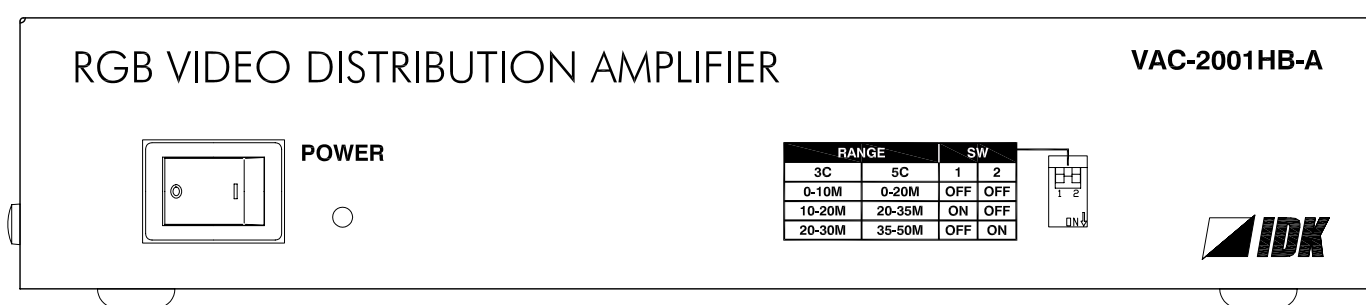 RGB VIDEO DISTRIBUTION AMPLIFIER
VAC-2001HB-A
POWER
RANGE SW
3C 5C 1 2
0-10M 0-20M OFF OFF
10-20M 20-35M ON OFF
20-30M 35-50M OFF ON
1 2
ON
IDK